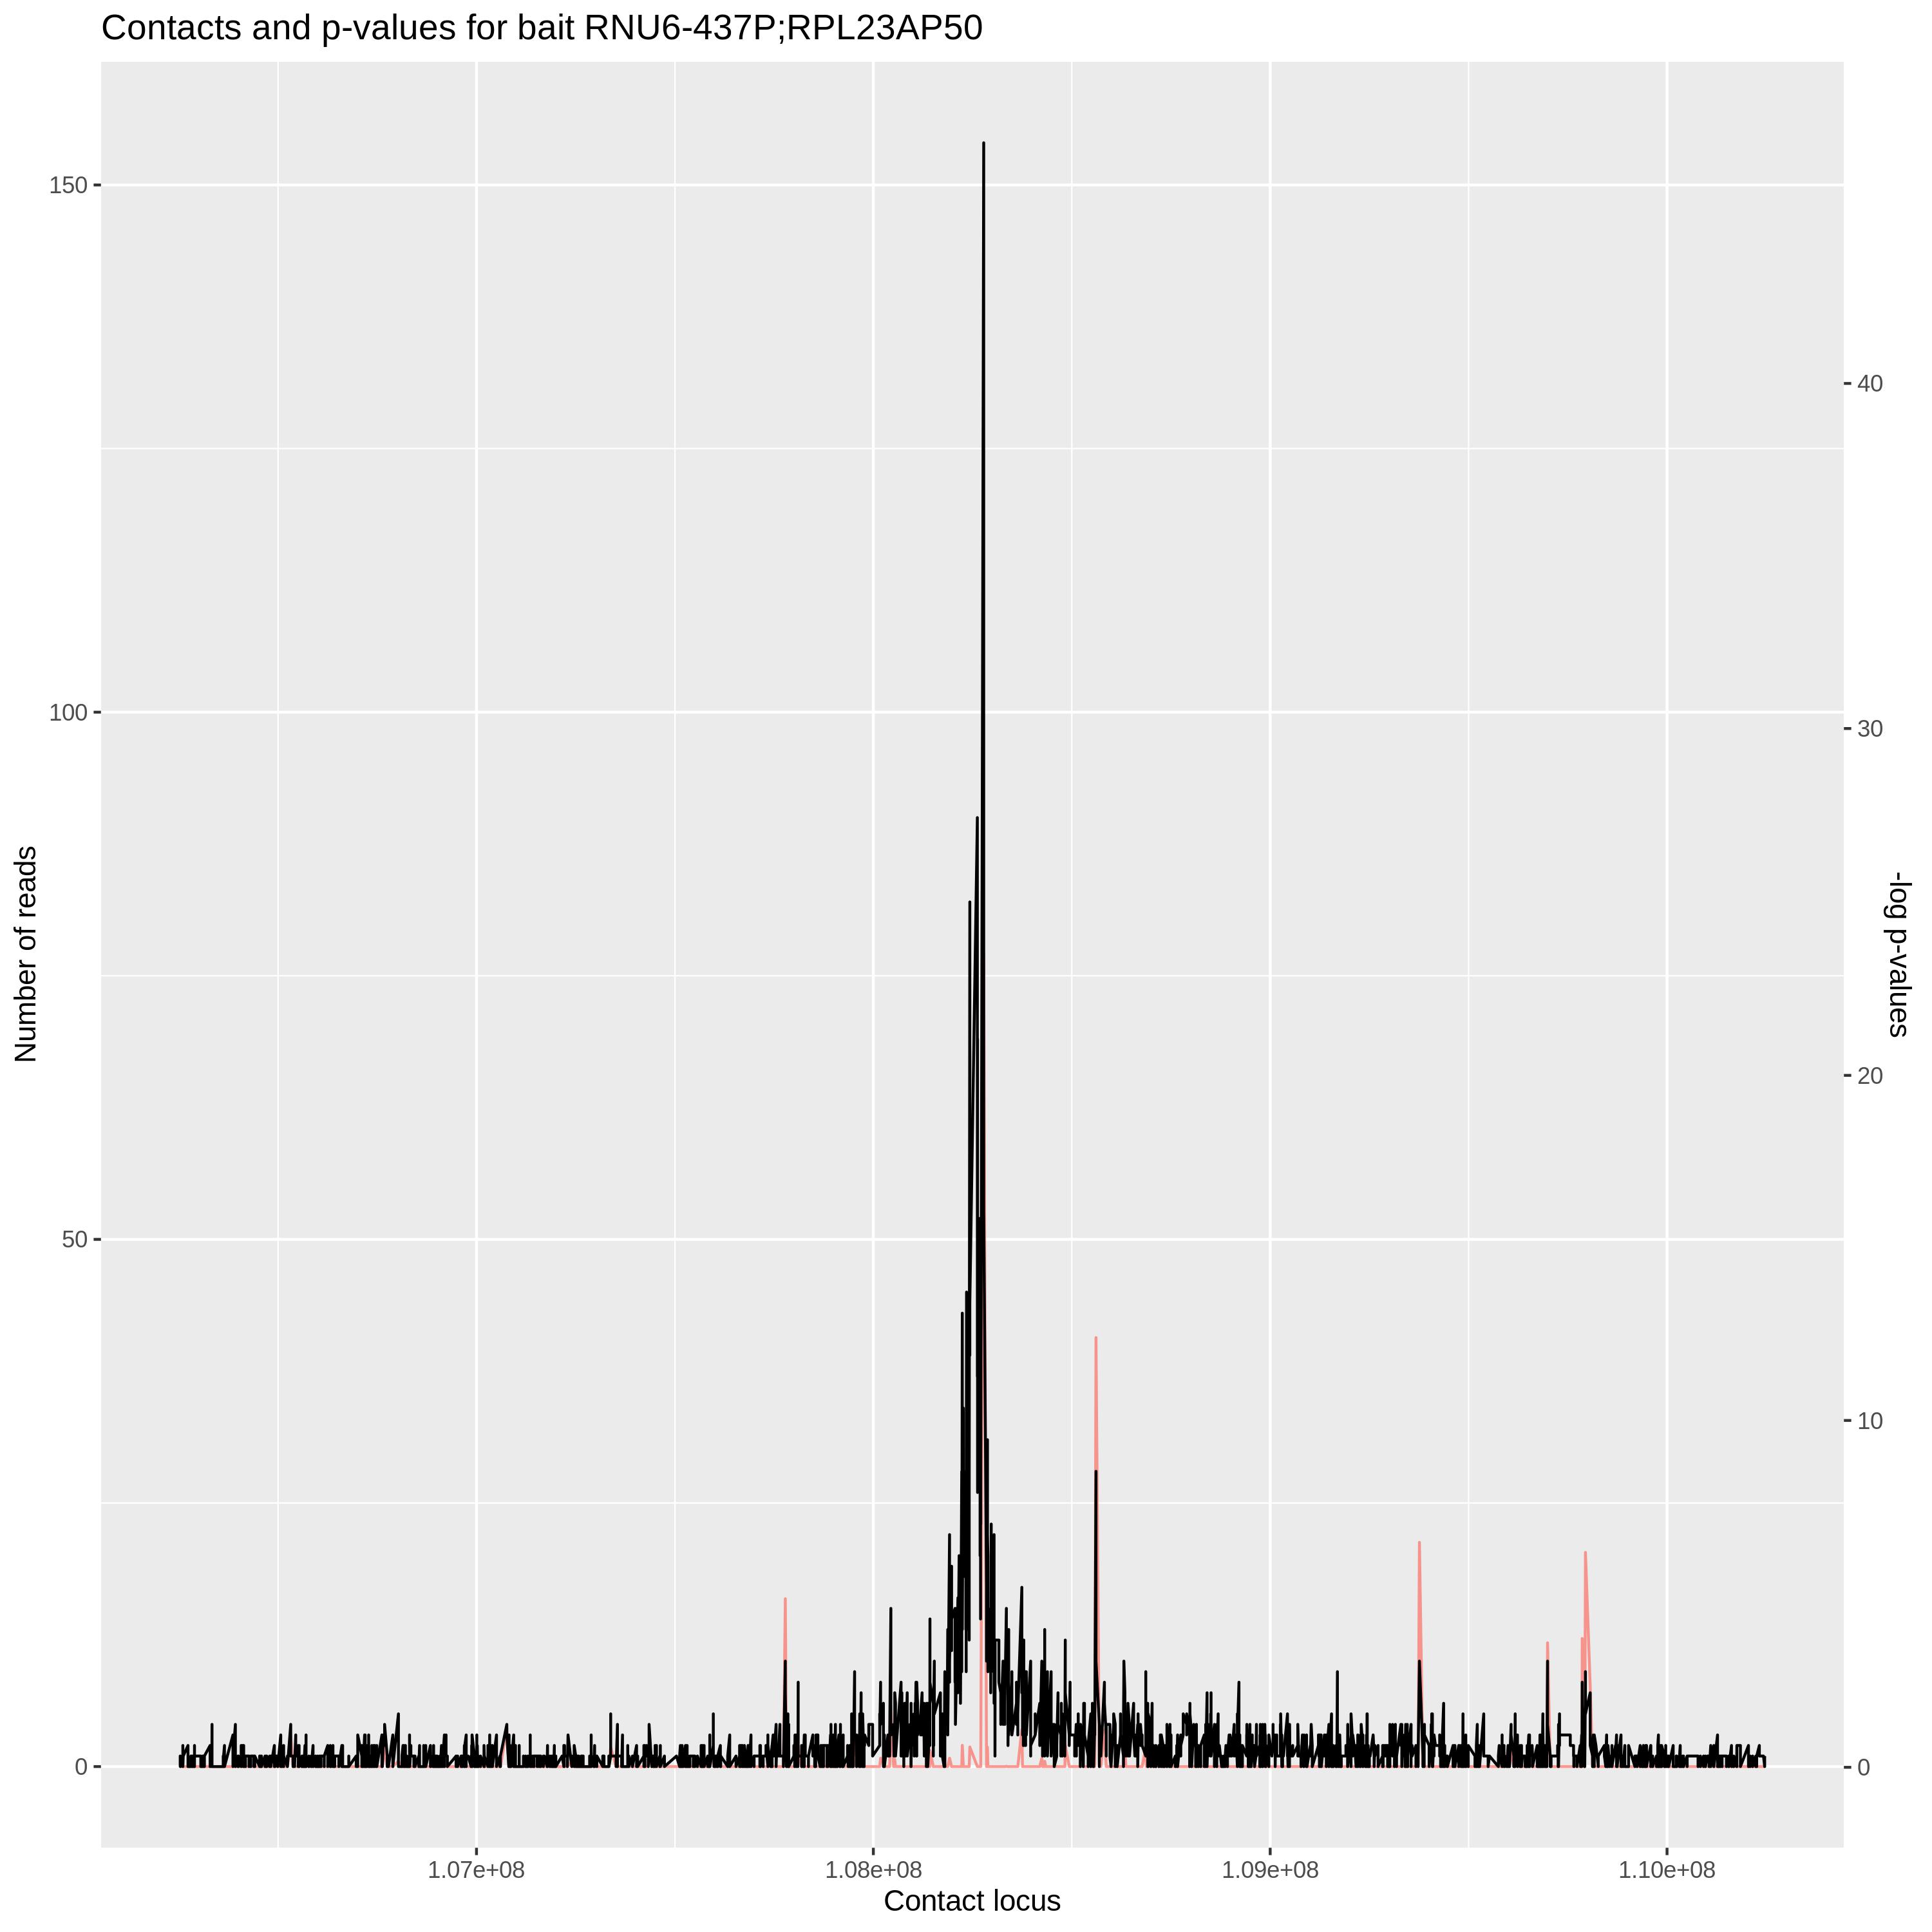 Contacts and p-values for bait RNU6-437P;RPL23AP50
150
100
50
0
Number of reads
40
30
20
10
0
-log p-values
1.07e+08
1.08e+08
1.09e+08
1.10e+08
Contact locus